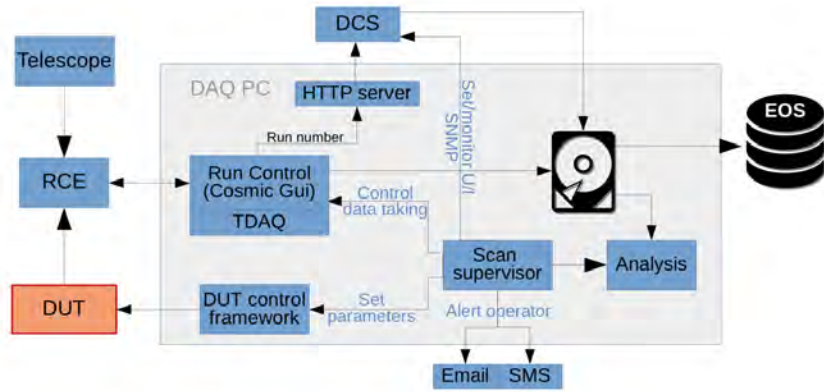 DCS
Telescope
DAQ PC
HTTP server
EOS
Run number
Set/monitor U/I
SNMP
RCE
Run Control
(Cosmic Gui)
TDAQ
Control
data taking
Scan
supervisor
Analysis
DUT
DUT control
framework
Set
parameters
Alert operator
Email SMS